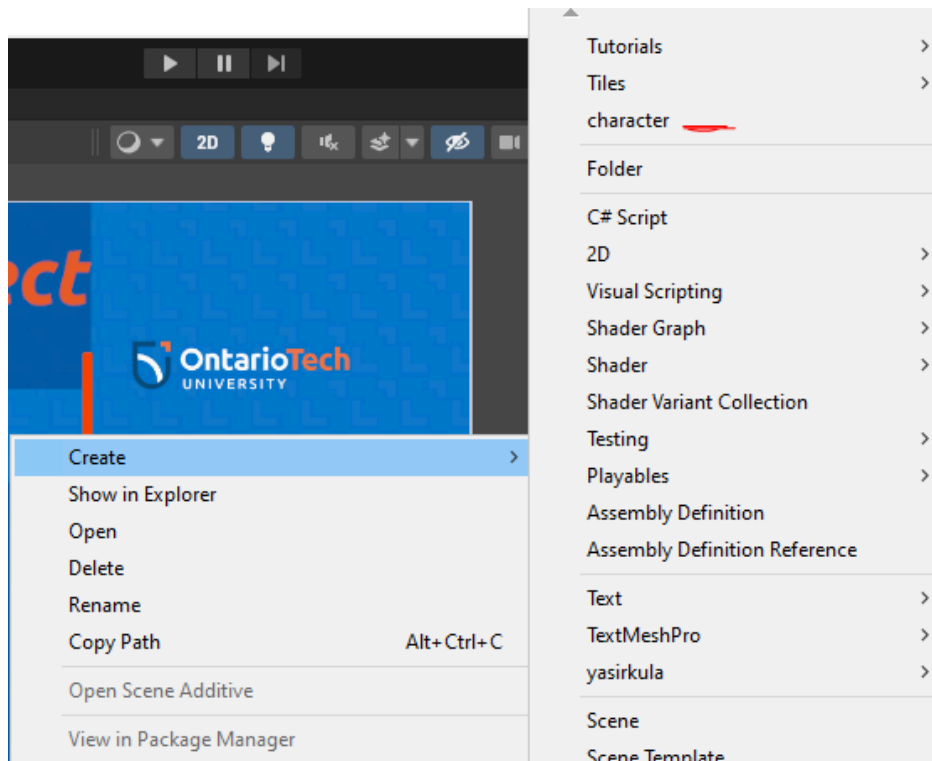 2D
ect
OntarioTech
UNIVERSITY
Create
Show in Explorer
Open
Delete
Rename
Copy Path Alt+Ctrl+C
Open Scene Additive
View in Package Manager
Tutorials
Tiles
character
Folder
C# Script
2D
Visual Scripting
Shader Graph
Shader
Shader Variant Collection
Testing
Playables
Assembly Definition
Assembly Definition Reference
Text
TextMeshPro
yasirkula
Scene
Scene Template